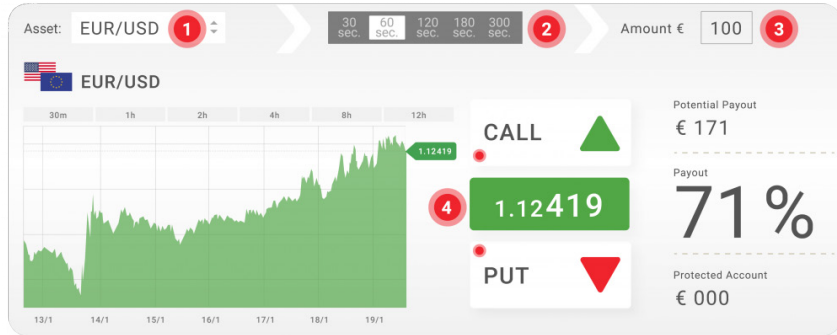 Asset: EUR/USD 1 30 sec. 60 sec. 120 sec. 180 sec. 300 sec. 2 Amount € 100 3
EUR/USD
30m 1h 2h 4h 8h 12h
1.12419
13/1 14/1 15/1 16/1 17/1 18/1 19/1
CALL
4 1.12419
PUT
Potential Payout
€ 171
Payout
71%
Protected Account
€ 000